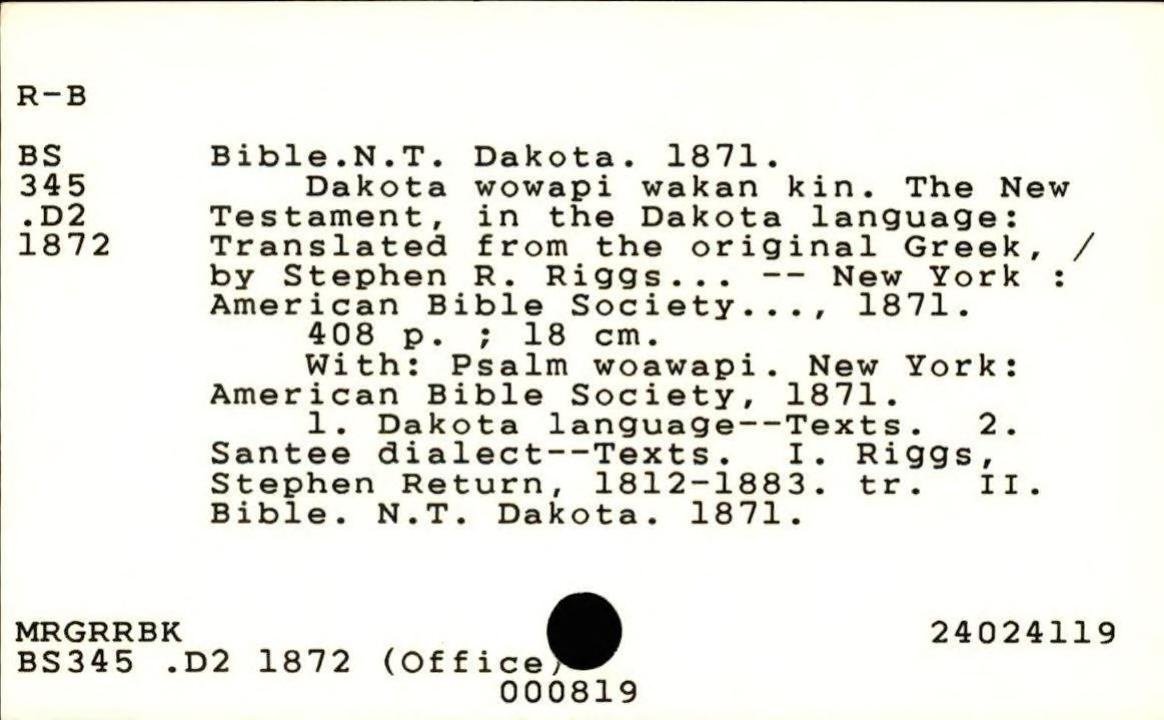 R-B
BS Bible.N.T. Dakota. 1871.
345 Dakota wowapi wakan kin. The New
.D2 Testament, in the Dakota language:
1872 Translated from the original Greek, /
by Stephen R. Riggs... -- New York :
American Bible Society..., 1871.
408 p. ; 18 cm.
With: Psalm woawapi. New York:
American Bible Society, 1871.
1. Dakota language--Texts. 2.
Santee dialect--Texts. I. Riggs,
Stephen Return, 1812-1883. tr. II.
Bible. N.T. Dakota. 1871.
MRGRRBK 24024119
BS345 .D2 1872 (Office)
000819